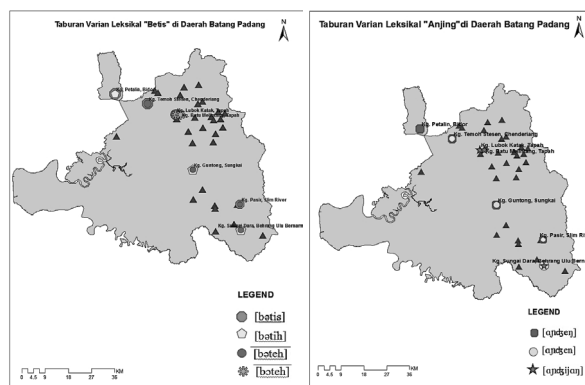 Taburan Varian Leksikal "Betis" di Daerah Batang Padang
N
Kg. Petalin, Bidor
Kg. Temoh Stesen, Chenderiang
Kg. Lubok Katak, Tapah
Kg. Batu Melintang, Tapah
Kg. Guntong, Sungkai
Kg. Pasir, Slim River
Kg. Sungai Dara, Behrang Ulu Bernam
LEGEND
[bətis]
[bətih]
[bəteh]
[bɛteh]
0 4.5 9 18 27 36 KM
Taburan Varian Leksikal "Anjing"di Daerah Batang Padang
N
Kg. Petalin, Bidor
Kg. Temoh Stesen, Chenderiang
Kg. Lubok Katak, Tapah
Kg. Batu Melintang, Tapah
Kg. Guntong, Sungkai
Kg. Pasir, Slim Ri
Kg. Sungai Dara, Behrang Ulu Bern
LEGEND
[anʤeŋ]
[anʤen]
[anʤijaŋ]
0 4.5 9 18 27 36 KM